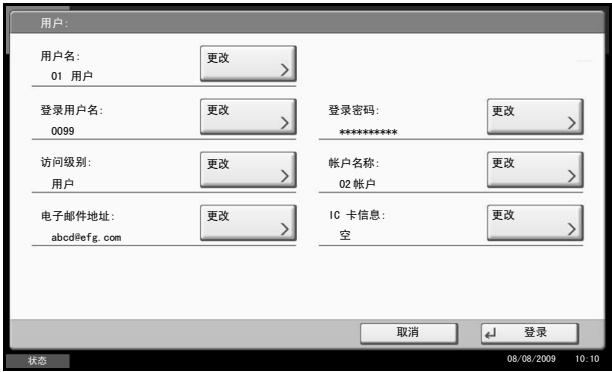 用户:
用户名:
更改
01 用户
登录用户名:
更改
登录密码:
更改
0099
**********
访问级别:
更改
帐户名称:
更改
用户
02 帐户
电子邮件地址:
更改
IC 卡信息:
更改
abcd@efg.com
空
取消
登录
状态
08/08/2009 10:10